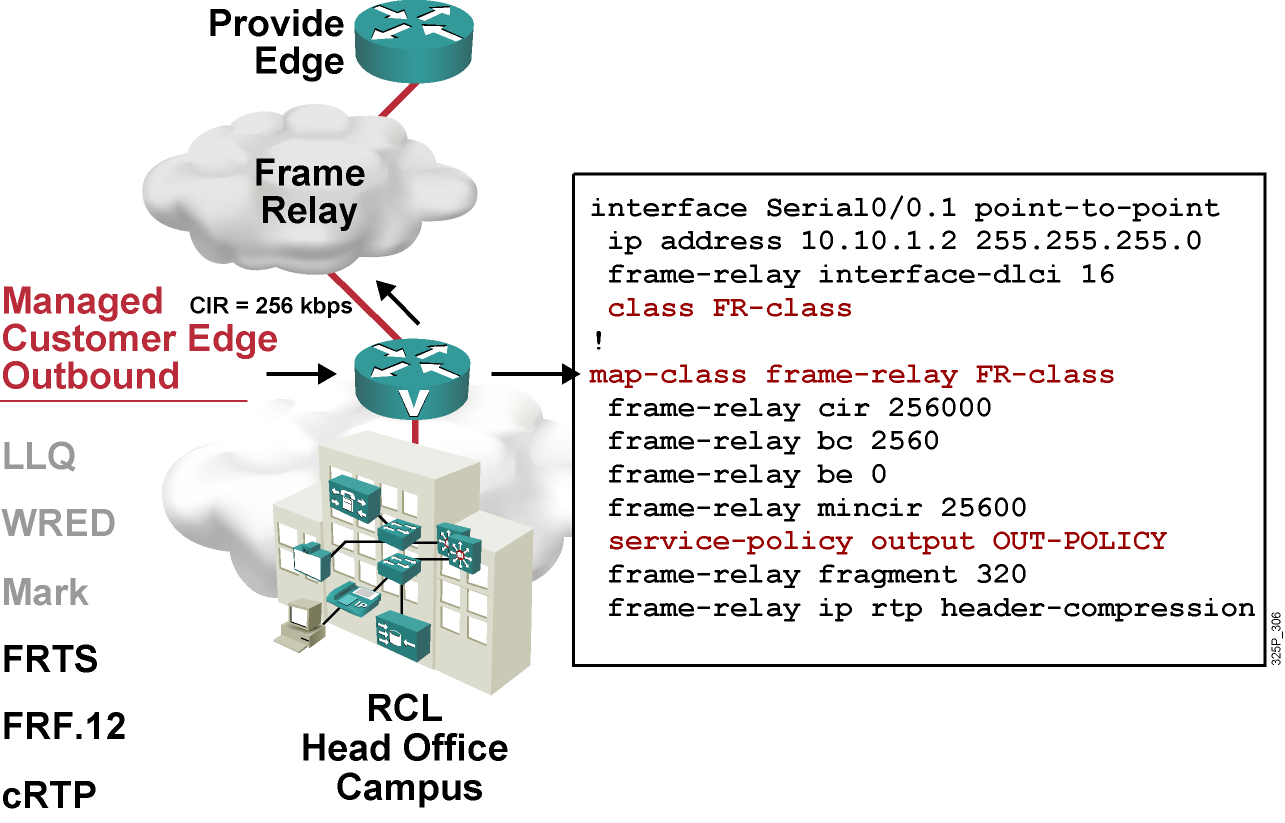 Provide
Edge
Frame
Relay
Managed
Customer Edge
Outbound
CIR = 256 kbps
V
LLQ
WRED
Mark
FRTS
FRF.12
cRTP
IP
RCL
Head Office
Campus
interface Serial0/0.1 point-to-point
ip address 10.10.1.2 255.255.255.0
frame-relay interface-dlci 16
class FR-class
!
map-class frame-relay FR-class
frame-relay cir 256000
frame-relay bc 2560
frame-relay be 0
frame-relay mincir 25600
service-policy output OUT-POLICY
frame-relay fragment 320
frame-relay ip rtp header-compression
325P_306